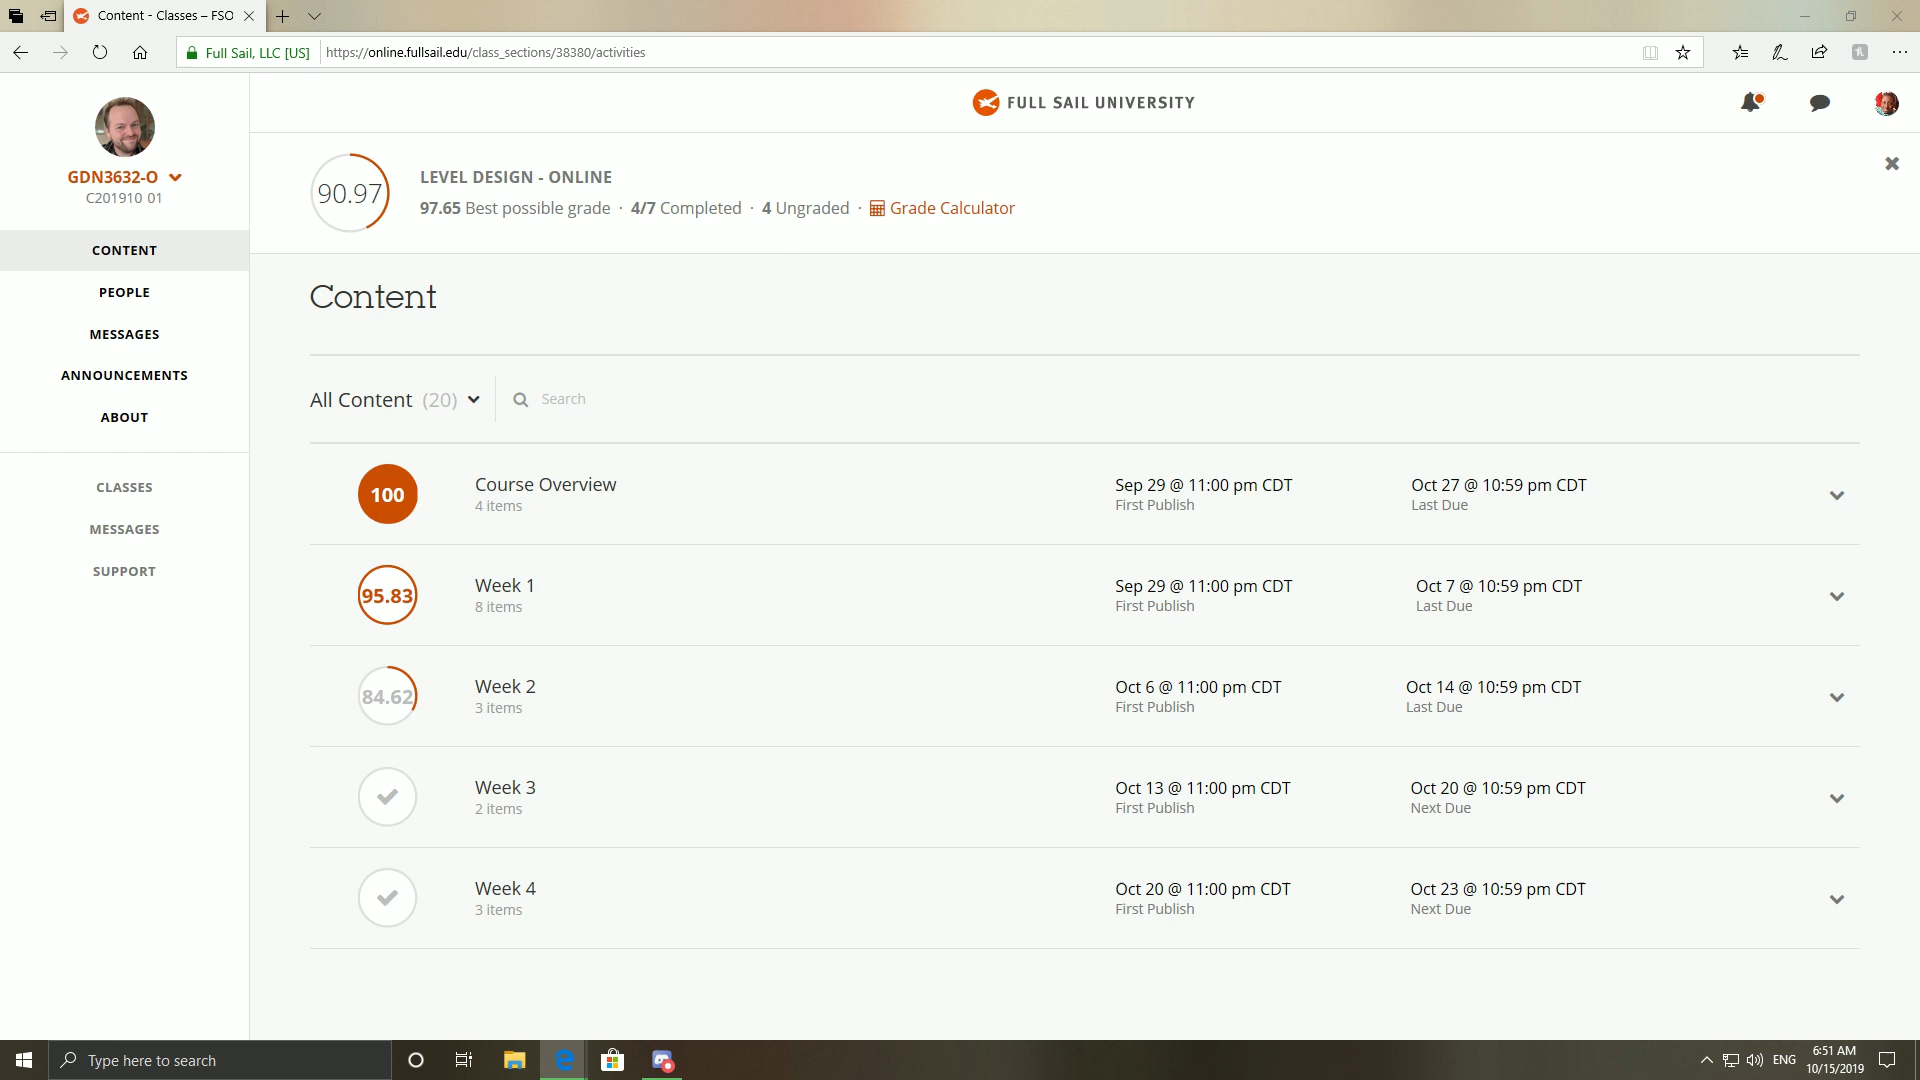 Content - Classes – FSO
Full Sail, LLC [US]
https://online.fullsail.edu/class_sections/38380/activities
FULL SAIL UNIVERSITY
GDN3632-O
C201910 01
CONTENT
PEOPLE
MESSAGES
ANNOUNCEMENTS
ABOUT
CLASSES
MESSAGES
SUPPORT
90.97
LEVEL DESIGN - ONLINE
97.65 Best possible grade · 4/7 Completed · 4 Ungraded · Grade Calculator
Content
All Content (20)
Search
100
Course Overview
4 items
Sep 29 @ 11:00 pm CDT
First Publish
Oct 27 @ 10:59 pm CDT
Last Due
95.83
Week 1
8 items
Sep 29 @ 11:00 pm CDT
First Publish
Oct 7 @ 10:59 pm CDT
Last Due
84.62
Week 2
3 items
Oct 6 @ 11:00 pm CDT
First Publish
Oct 14 @ 10:59 pm CDT
Last Due
Week 3
2 items
Oct 13 @ 11:00 pm CDT
First Publish
Oct 20 @ 10:59 pm CDT
Next Due
Week 4
3 items
Oct 20 @ 11:00 pm CDT
First Publish
Oct 23 @ 10:59 pm CDT
Next Due
Type here to search
ENG
6:51 AM
10/15/2019